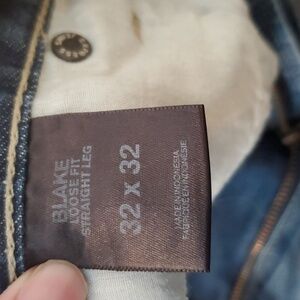 BLAKE
LOOSE FIT
STRAIGHT LEG
32 x 32
MADE IN INDONESIA
FABRIQUÉ EN INDONÉSIE